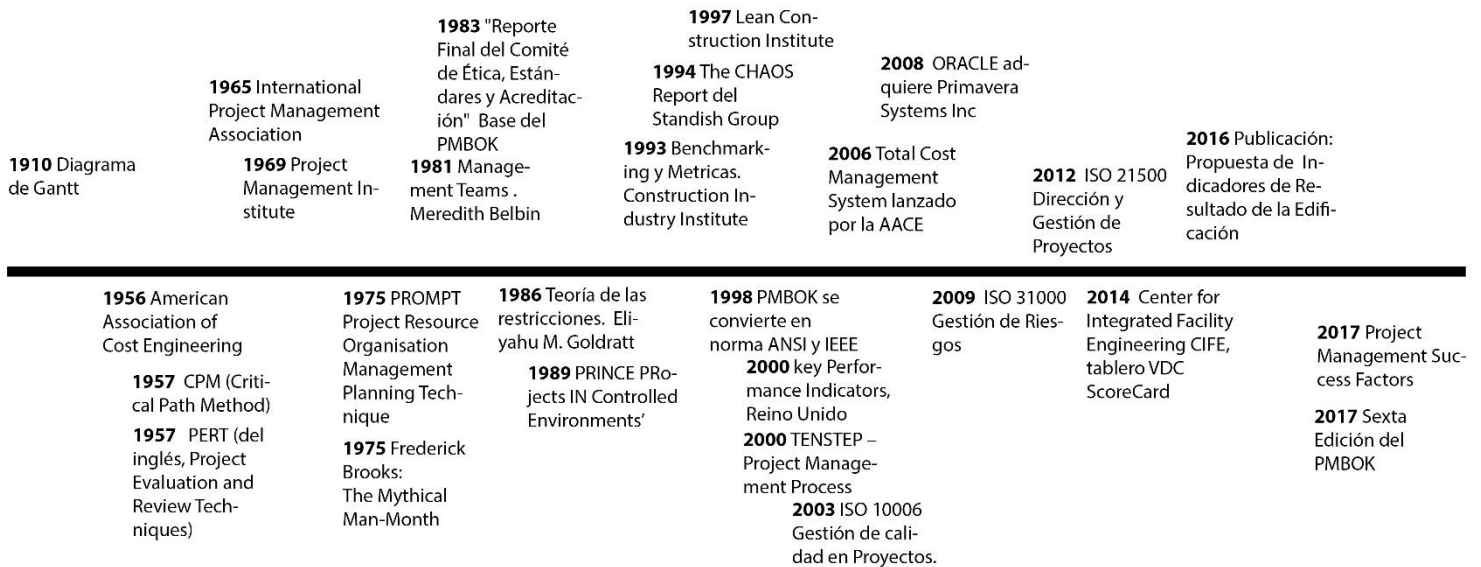 1910 Diagrama
de Gantt
1965 International
Project Management
Association
1969 Project
Management In-
stitute
1983 "Reporte
Final del Comité
de Ética, Están-
dares y Acreditac-
ión" Base del
PMBOK
1981 Manage-
ment Teams .
Meredith Belbin
1997 Lean Con-
struction Institute
1994 The CHAOS
Report del
Standish Group
1993 Benchmark-
ing y Metricas.
Construction In-
dustry Institute
2008 ORACLE ad-
quiere Primavera
Systems Inc
2006 Total Cost
Management
System lanzado
por la AACE
2012 ISO 21500
Dirección y
Gestión de
Proyectos
2016 Publicación:
Propuesta de In-
dicadores de Re-
sultado de la Edifi-
cación
1956 American
Association of
Cost Engineering
1957 CPM (Criti-
cal Path Method)
1957 PERT (del
inglés, Project
Evaluation and
Review Tech-
niques)
1975 PROMPT
Project Resource
Organisation
Management
Planning Tech-
nique
1975 Frederick
Brooks:
The Mythical
Man-Month
1986 Teoría de las
restricciones. Eli-
yahu M. Goldratt
1989 PRINCE PRo-
jects IN Controlled
Environments’
1998 PMBOK se
convierte en
norma ANSI y IEEE
2000 key Perfor-
mance Indicators,
Reino Unido
2000 TENSTEP –
Project Manage-
ment Process
2003 ISO 10006
Gestión de cali-
dad en Proyectos.
2009 ISO 31000
Gestión de Ries-
gos
2014 Center for
Integrated Facility
Engineering CIFE,
tablero VDC
ScoreCard
2017 Project
Management Suc-
cess Factors
2017 Sexta
Edición del
PMBOK